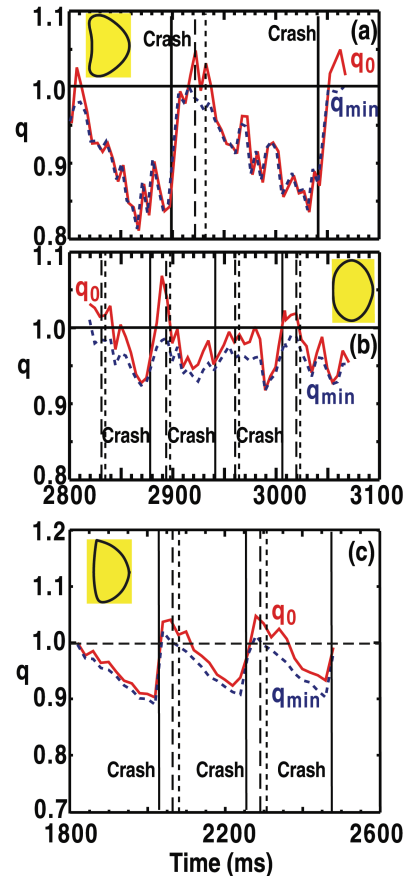 1.1
Crash
Crash
(a)
q₀
1.0
q
qmin
0.9
0.8
q₀
1.0
(b)
q
qmin
0.9
Crash
Crash
Crash
0.8
2800
2900
3000
3100
1.2
(c)
1.1
q₀
1.0
q
0.9
qmin
0.8
Crash
Crash
Crash
0.7
1800
2200
2600
Time (ms)